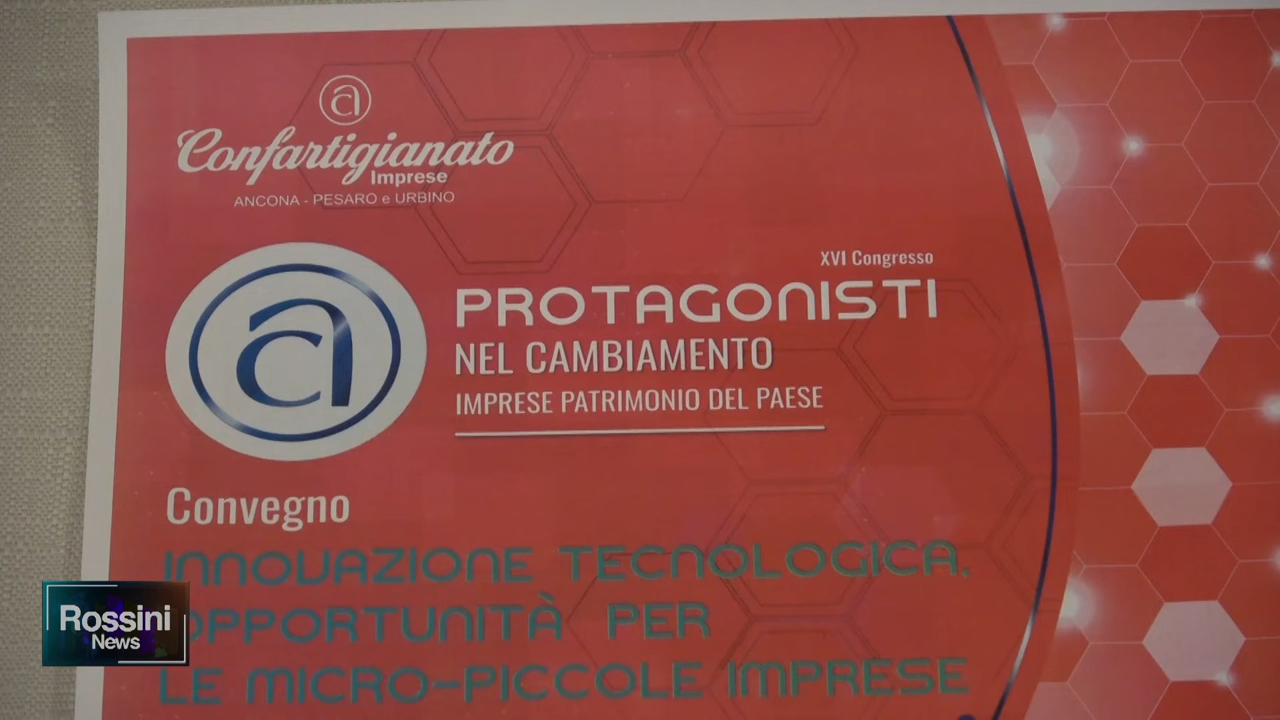 a
Confartigianato
Imprese
ANCONA - PESARO e URBINO
a
XVI Congresso
PROTAGONISTI
NEL CAMBIAMENTO
IMPRESE PATRIMONIO DEL PAESE
Convegno
INNOVAZIONE TECNOLOGICA,
OPPORTUNITÀ PER
LE MICRO-PICCOLE IMPRESE
Rossini
News